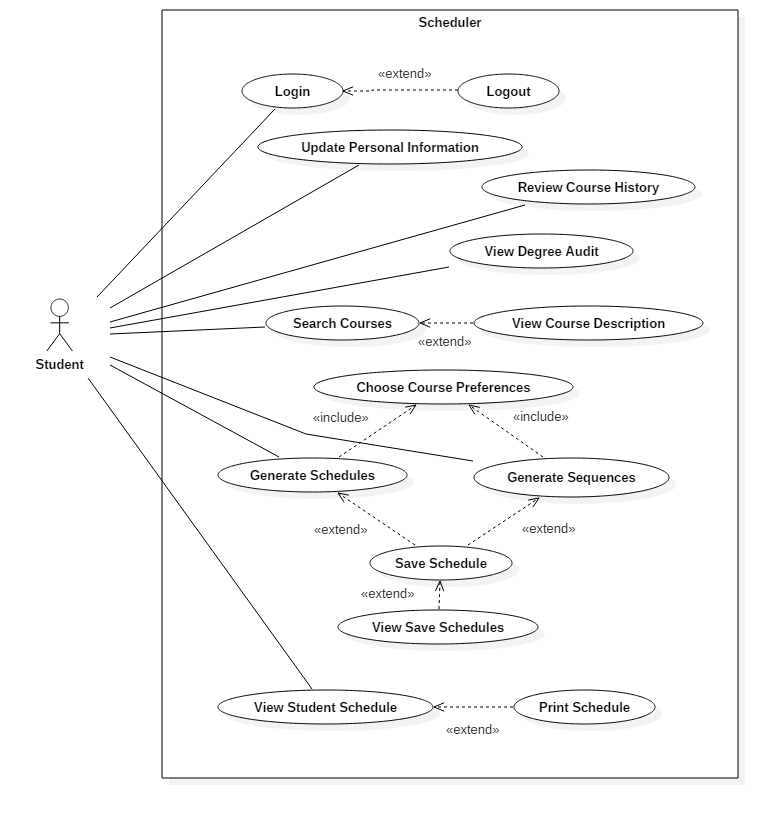 Scheduler
«extend»
Login
Logout
Update Personal Information
Review Course History
View Degree Audit
Search Courses
View Course Description
«extend»
Student
Choose Course Preferences
«include»
«include»
Generate Schedules
Generate Sequences
«extend»
«extend»
Save Schedule
«extend»
View Save Schedules
View Student Schedule
Print Schedule
«extend»